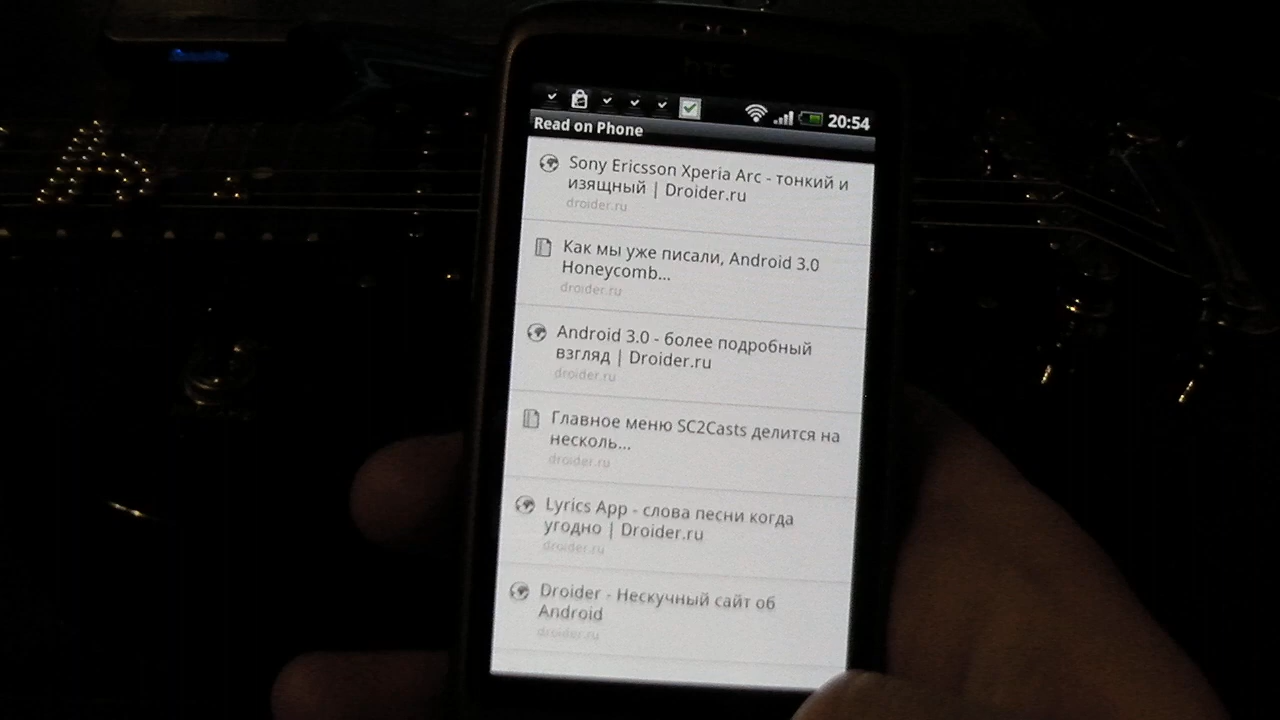 htc
20:54
Read on Phone
Sony Ericsson Xperia Arc - тонкий и
изящный | Droider.ru
droider.ru
Как мы уже писали, Android 3.0
Honeycomb...
droider.ru
Android 3.0 - более подробный
взгляд | Droider.ru
droider.ru
Главное меню SC2Casts делится на
несколь...
droider.ru
Lyrics App - слова песни когда
угодно | Droider.ru
droider.ru
Droider - Нескучный сайт об
Android
droider.ru